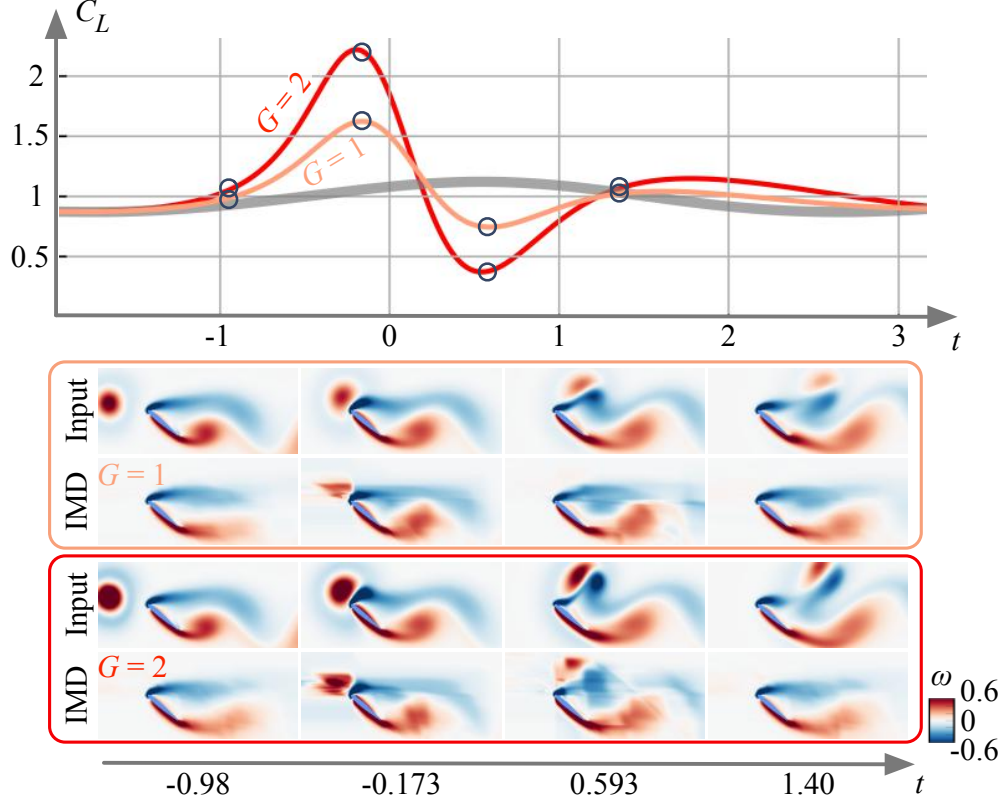 C_L
2
1.5
1
0.5
G = 2
G = 1
-1 0 1 2 3 t
Input
IMD
G = 1
Input
IMD
G = 2
ω
0.6
0
-0.6
-0.98 -0.173 0.593 1.40 t